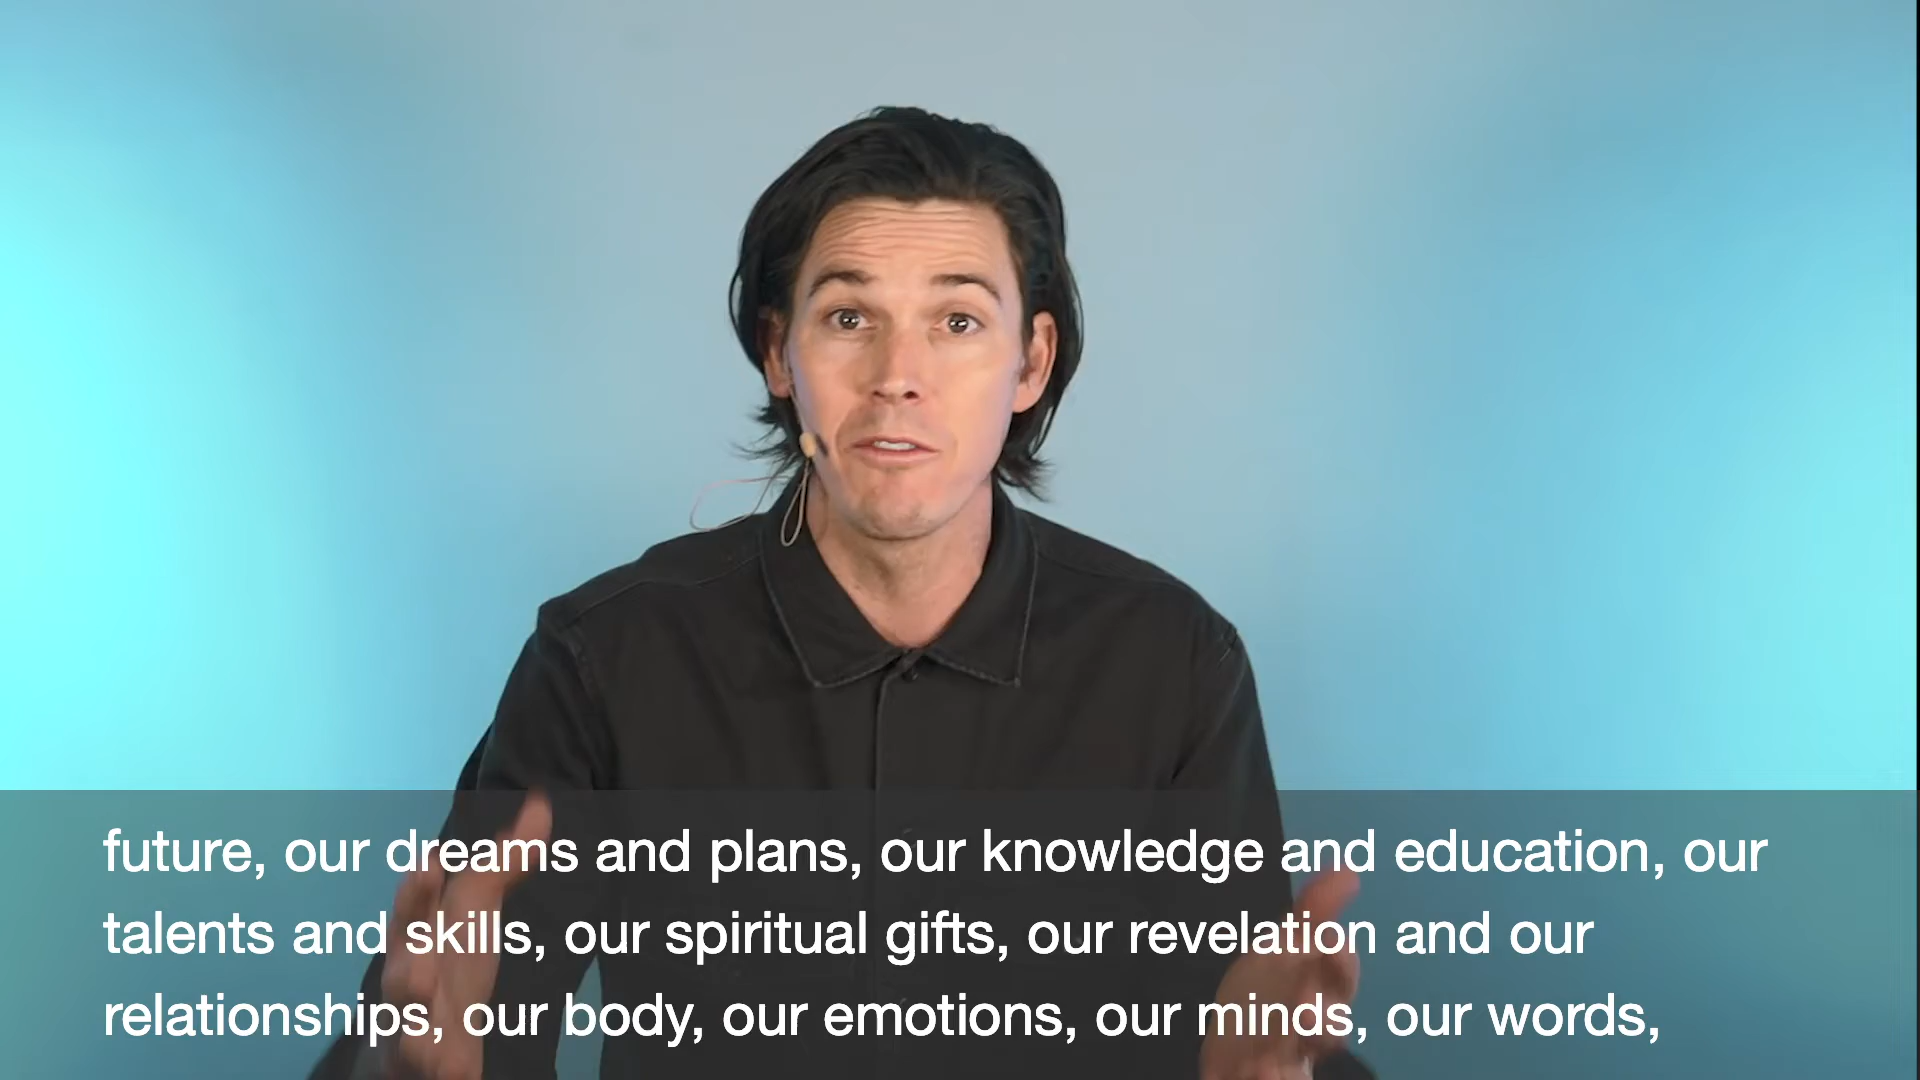 future, our dreams and plans, our knowledge and education, our
talents and skills, our spiritual gifts, our revelation and our
relationships, our body, our emotions, our minds, our words,